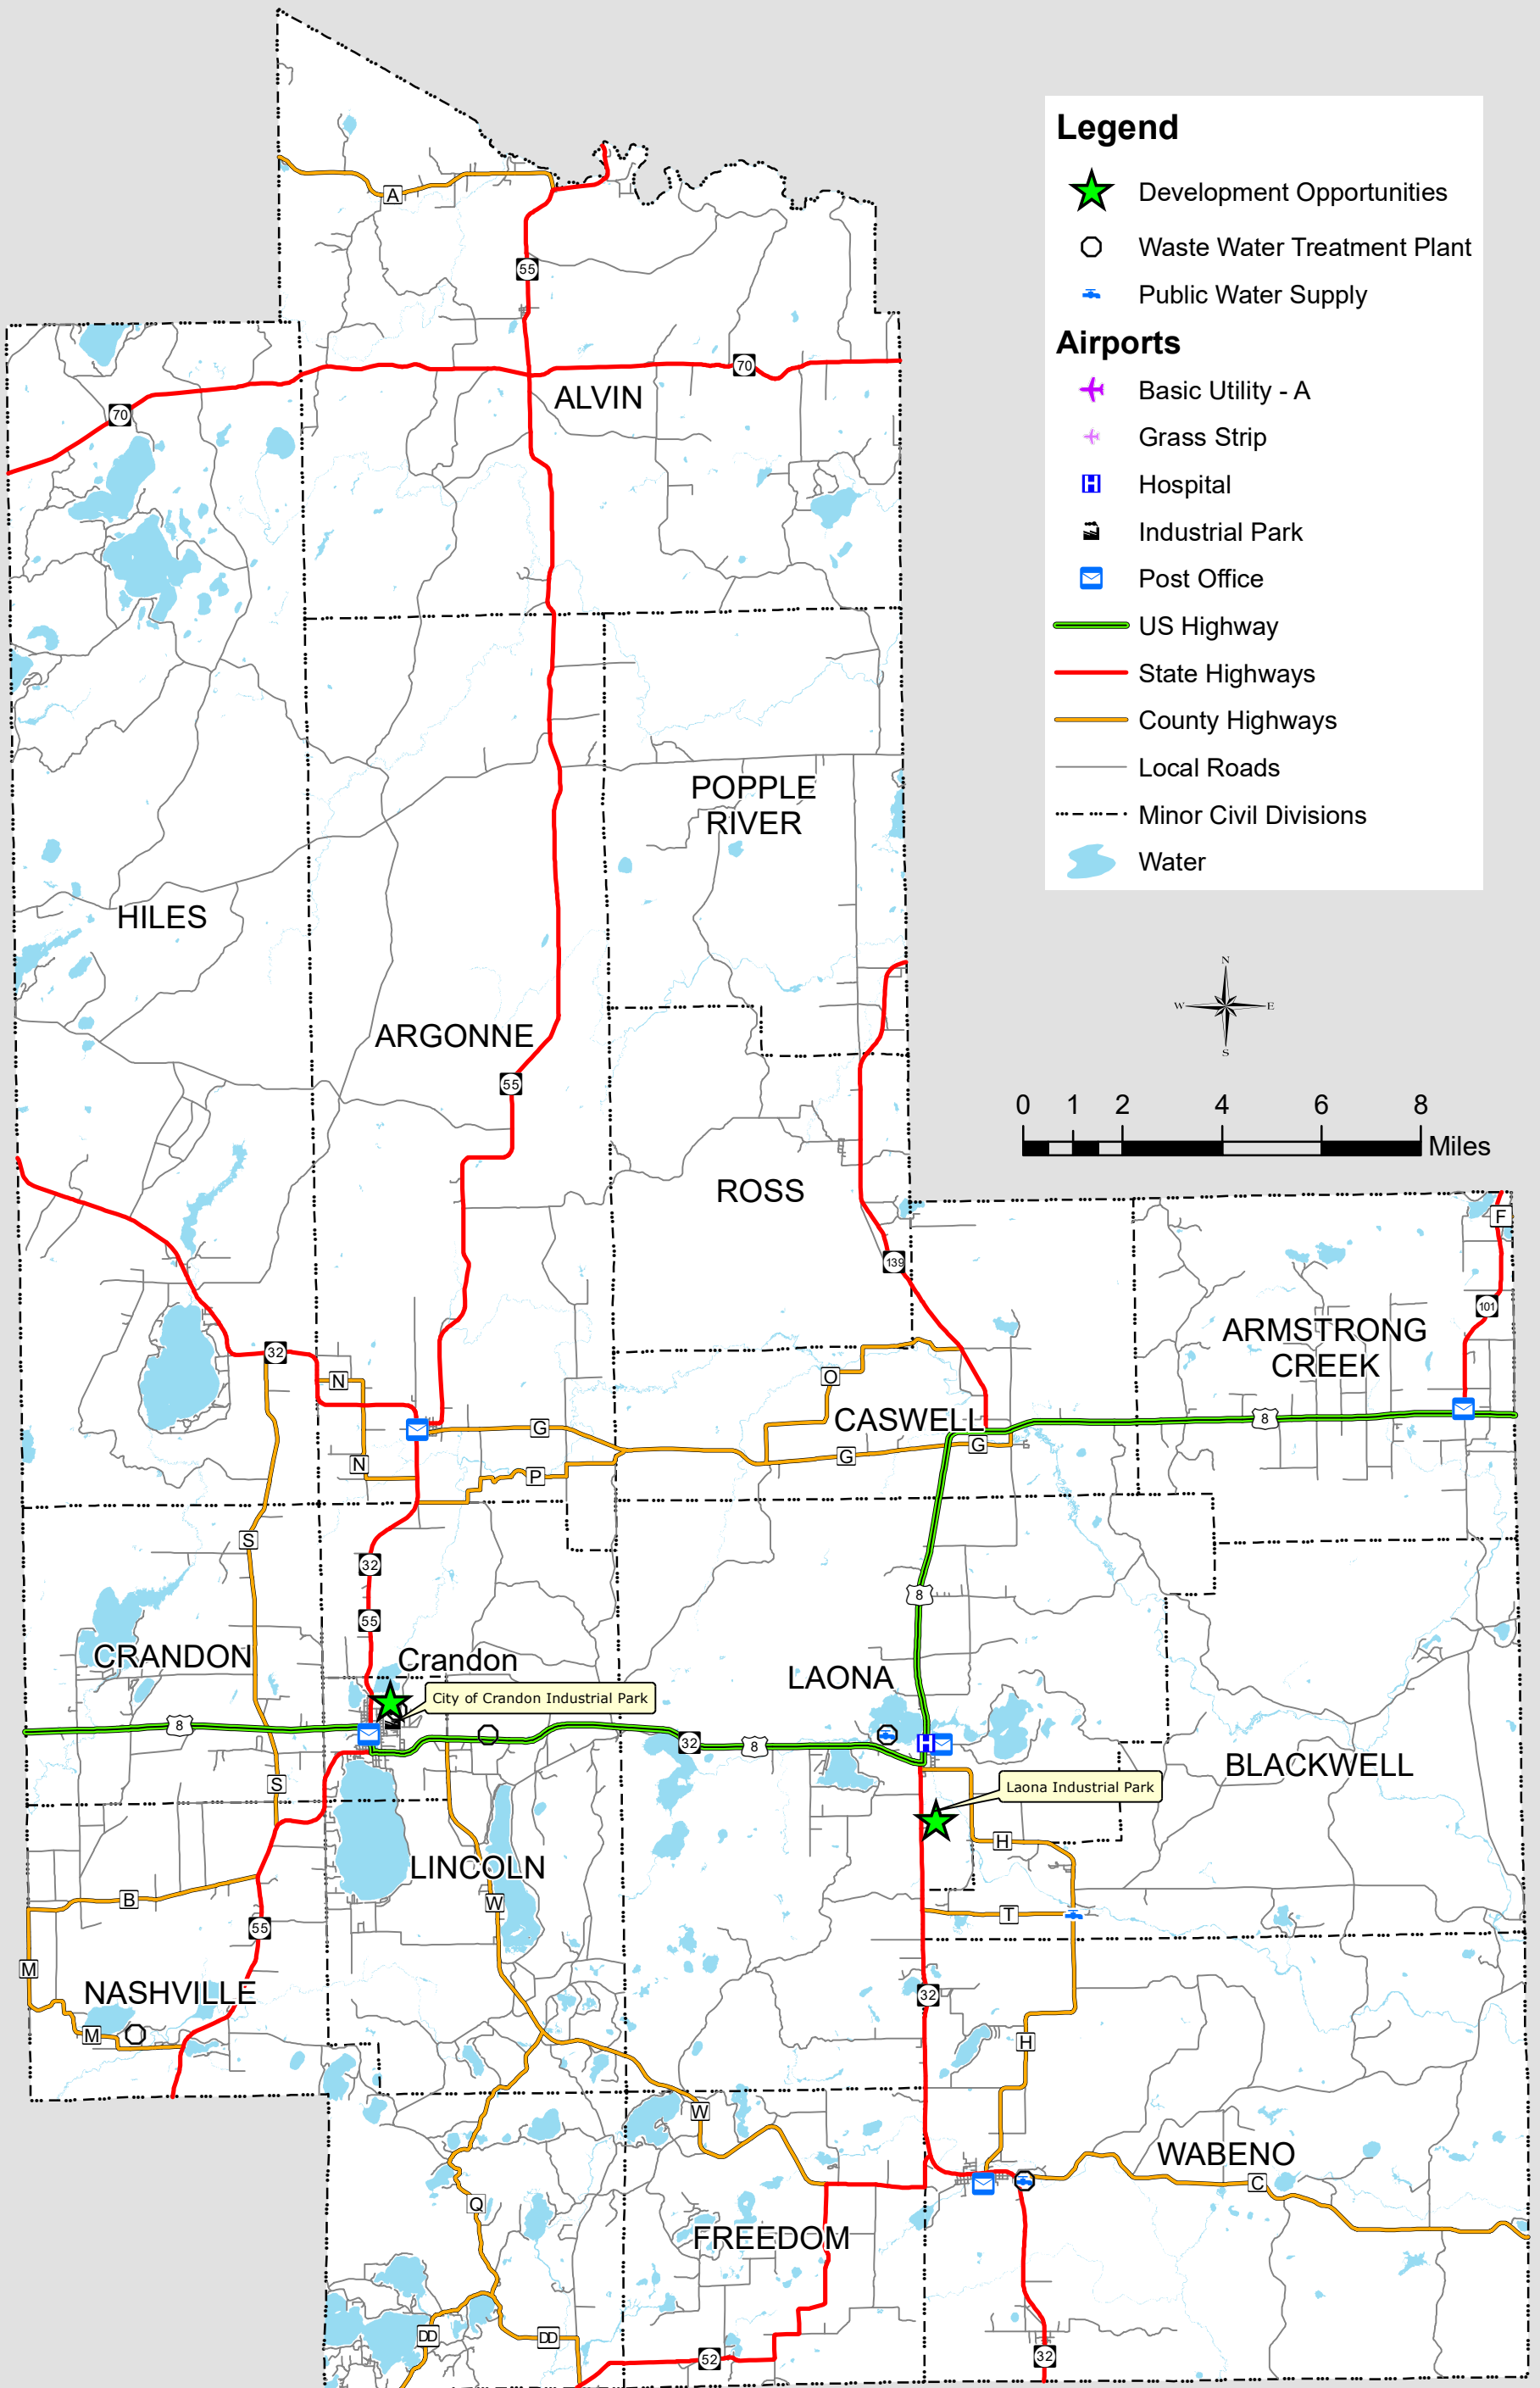 Legend
Development Opportunities
Waste Water Treatment Plant
Public Water Supply
Airports
Basic Utility - A
Grass Strip
H Hospital
Industrial Park
Post Office
US Highway
State Highways
County Highways
Local Roads
Minor Civil Divisions
Water
N
W E
S
0 1 2 4 6 8
Miles
A
55
70
70
ALVIN
POPPLE
RIVER
HILES
ARGONNE
55
ROSS
139
F
101
ARMSTRONG
CREEK
32
N
O
CASWELL
8
G
G
G
N
P
S
32
8
55
CRANDON
Crandon
LAONA
City of Crandon Industrial Park
8
32
8
H
BLACKWELL
S
Laona Industrial Park
H
LINCOLN
B
W
T
55
M
NASHVILLE
32
M
H
W
WABENO
C
Q
FREEDOM
DD
DD
52
32